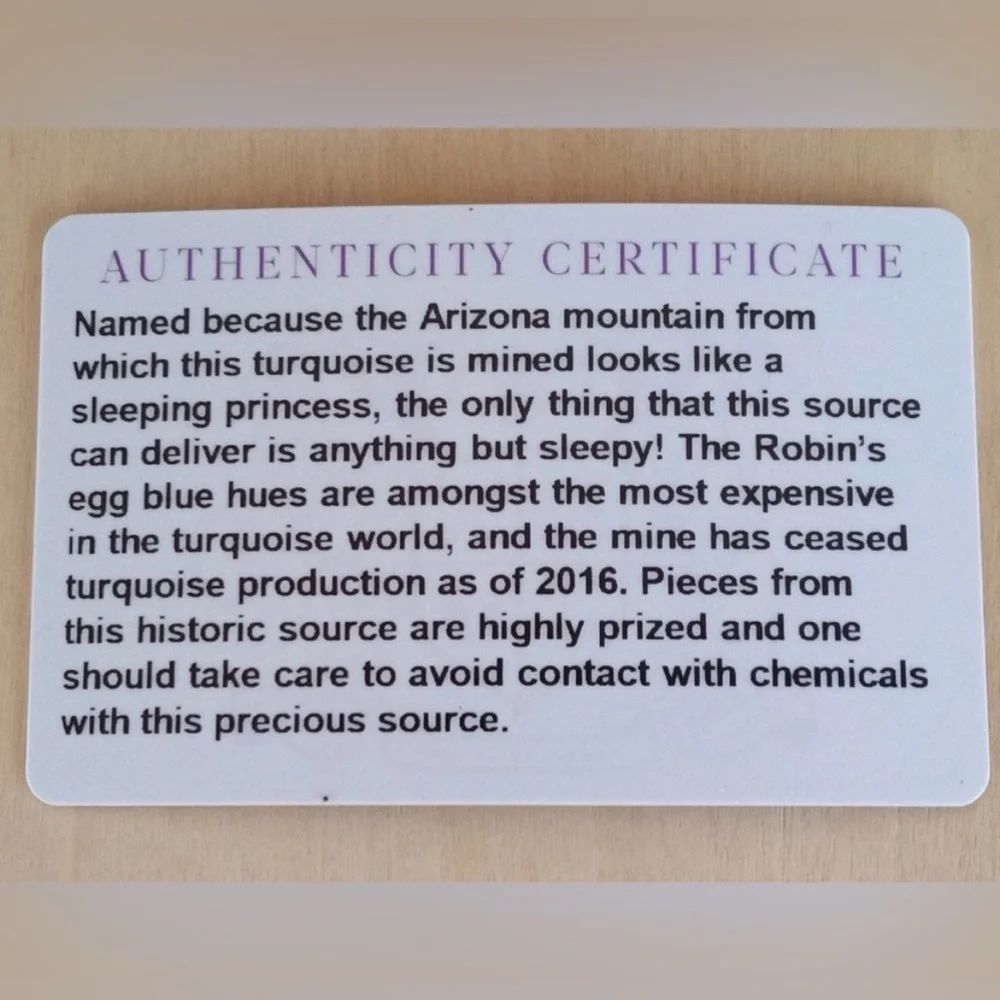 AUTHENTICITY CERTIFICATE
Named because the Arizona mountain from
which this turquoise is mined looks like a
sleeping princess, the only thing that this source
can deliver is anything but sleepy! The Robin’s
egg blue hues are amongst the most expensive
in the turquoise world, and the mine has ceased
turquoise production as of 2016. Pieces from
this historic source are highly prized and one
should take care to avoid contact with chemicals
with this precious source.